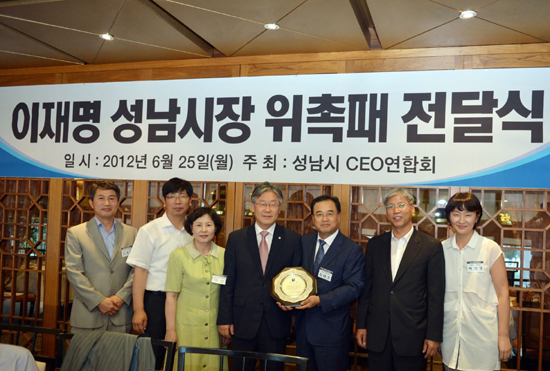 이재명 성남시장 위촉패 전달식
일 시 : 2012년 6월 25일(월) 주 최 : 성남시 CEO연합회